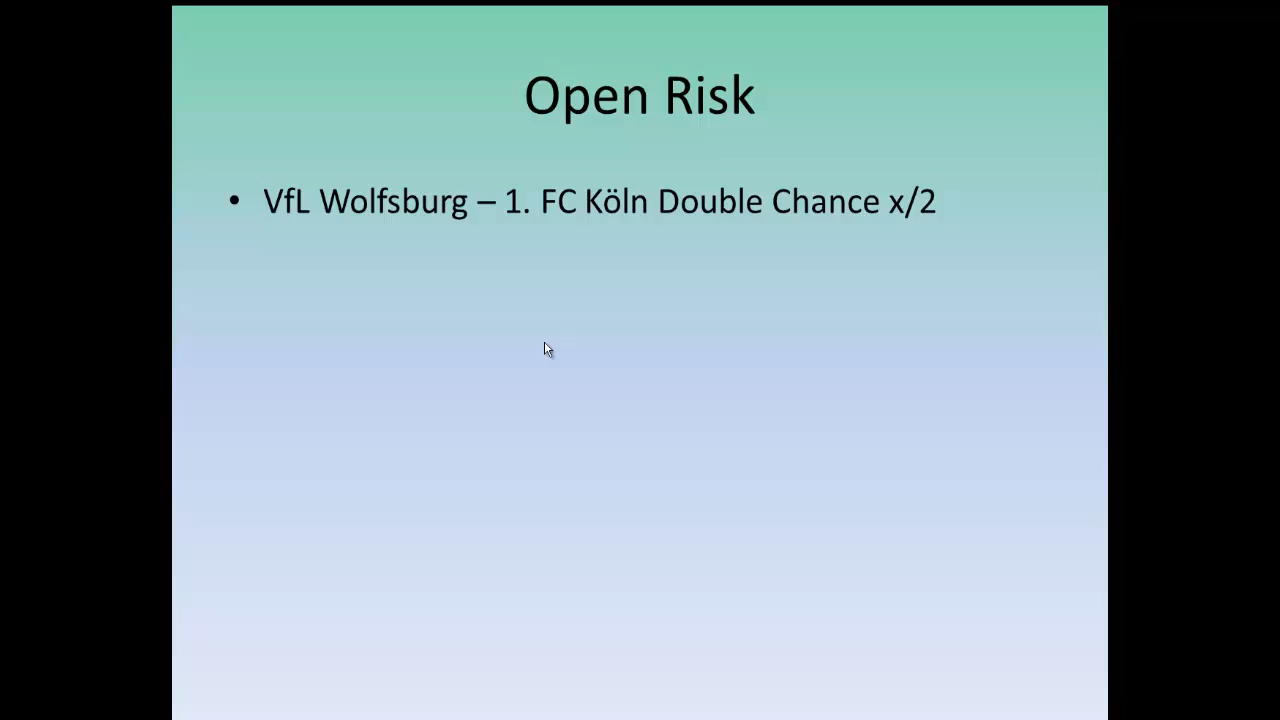 Open Risk
• VfL Wolfsburg – 1. FC Köln Double Chance x/2